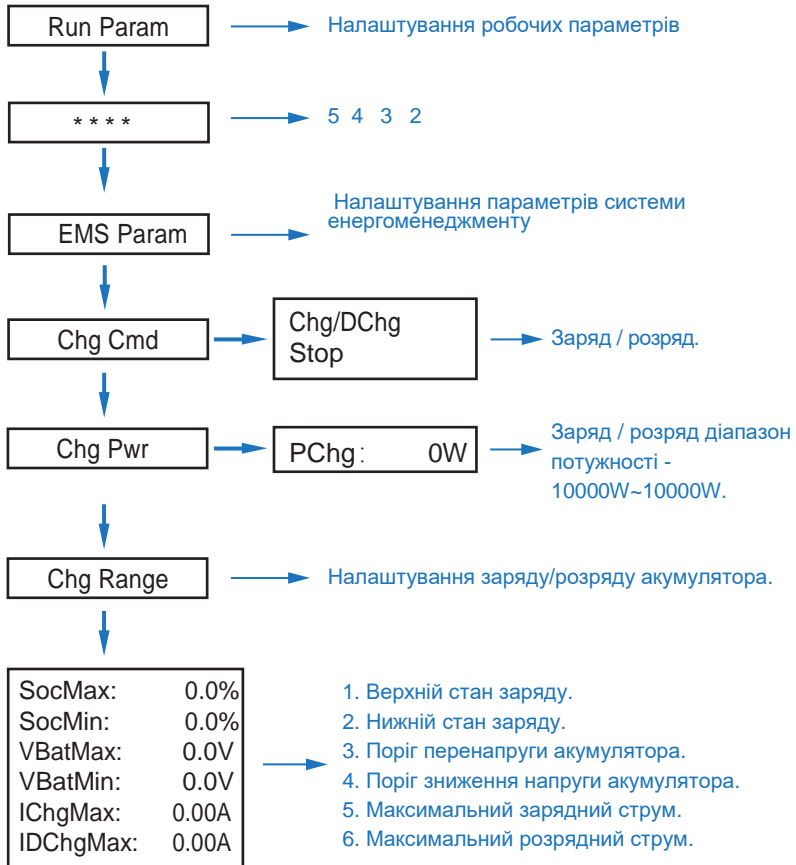 Run Param
Налаштування робочих параметрів
* * * *
5 4 3 2
EMS Param
Налаштування параметрів системи
енергоменеджменту
Chg Cmd
Chg/DChg
Stop
Заряд / розряд.
Chg Pwr
PChg: 0W
Заряд / розряд діапазон
потужності -
10000W~10000W.
Chg Range
Налаштування заряду/розряду акумулятора.
SocMax: 0.0%
SocMin: 0.0%
VBatMax: 0.0V
VBatMin: 0.0V
IChgMax: 0.00A
IDChgMax: 0.00A
1. Верхній стан заряду.
2. Нижній стан заряду.
3. Поріг перенапруги акумулятора.
4. Поріг зниження напруги акумулятора.
5. Максимальний зарядний струм.
6. Максимальний розрядний струм.